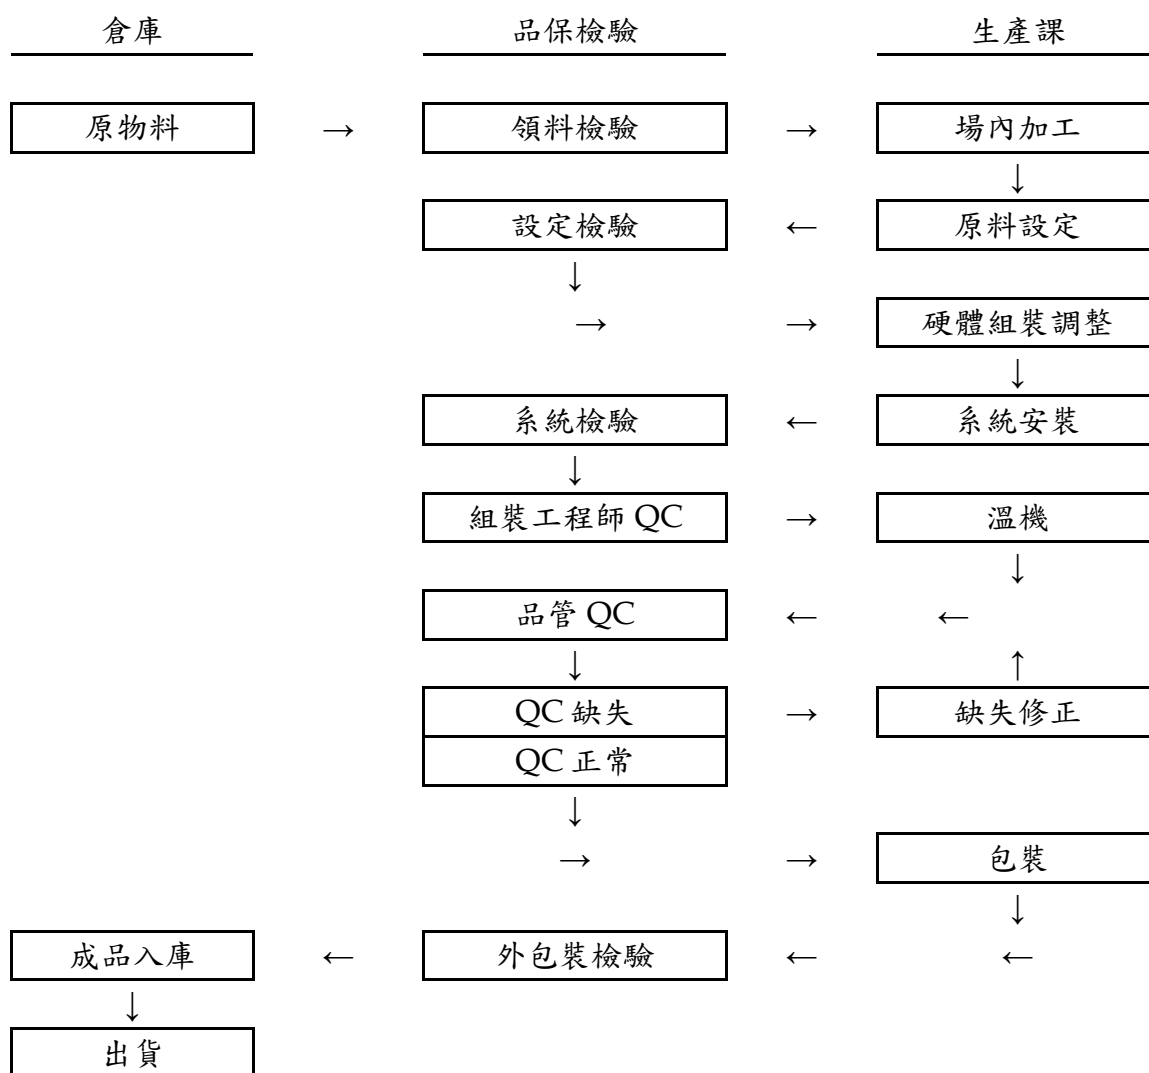 倉庫 品保檢驗 生產課
原物料 → 領料檢驗 → 場內加工
↓
設定檢驗 ← 原料設定
↓
→ → 硬體組裝調整
↓
系統檢驗 ← 系統安裝
↓
組裝工程師 QC → 溫機
↓
品管 QC ← ←
↓ ↑
QC 缺失 → 缺失修正
QC 正常
↓
→ → 包裝
↓
成品入庫 ← 外包裝檢驗 ← ←
↓
出貨